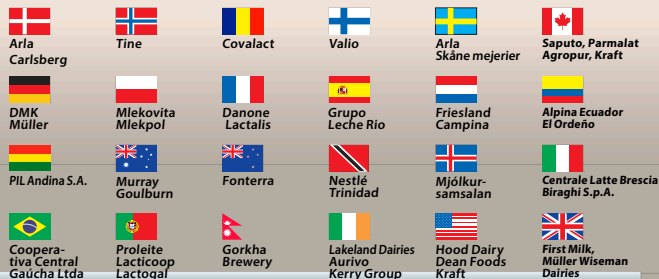 Arla
Carlsberg
Tine
Covalact
Valio
Arla
Skåne mejerier
Saputo, Parmalat
Agropur, Kraft
DMK
Müller
Mlekovita
Mlekpol
Danone
Lactalis
Grupo
Leche Rio
Friesland
Campina
Alpina Ecuador
El Ordeño
PIL Andina S.A.
Murray
Goulburn
Fonterra
Nestlé
Trinidad
Mjólkur-
samsalan
Centrale Latte Brescia
Biraghi S.p.A.
Coopera-
tiva Central
Gaúcha Ltda
Proleite
Lacticoop
Lactogal
Gorkha
Brewery
Lakeland Dairies
Aurivo
Kerry Group
Hood Dairy
Dean Foods
Kraft
First Milk,
Müller Wiseman
Dairies